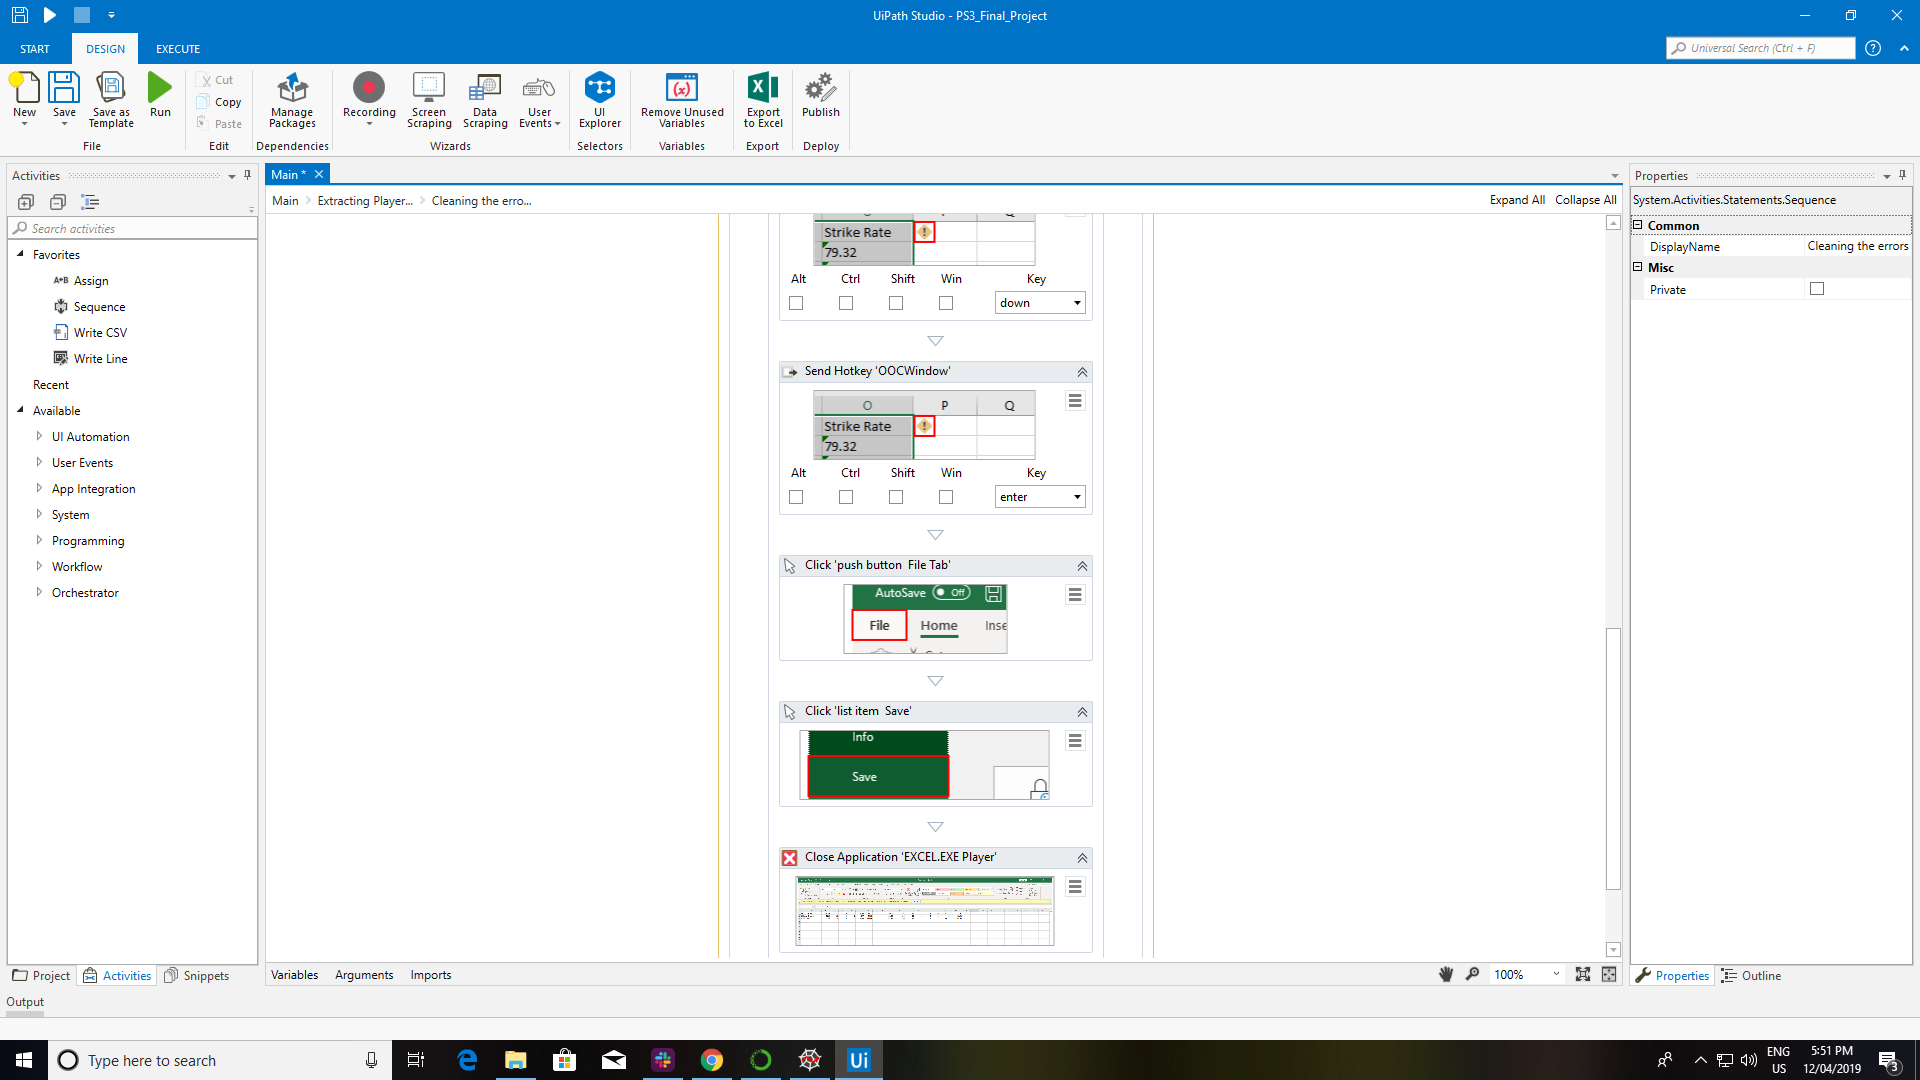 UiPath Studio - PS3_Final_Project
START DESIGN EXECUTE
Universal Search (Ctrl + F)
New Save Save as Template Run
Cut
Copy
Paste
Manage Packages
Recording Screen Scraping Data Scraping User Events
UI Explorer
Remove Unused Variables
Export to Excel
Publish
File Edit Dependencies Wizards Selectors Variables Export Deploy
Activities
Main *
Properties
Main Extracting Player... Cleaning the erro...
Expand All Collapse All
System.Activities.Statements.Sequence
Search activities
Common
DisplayName Cleaning the errors
Misc
Private
Favorites
Assign
Sequence
Write CSV
Write Line
Recent
Available
UI Automation
User Events
App Integration
System
Programming
Workflow
Orchestrator
Strike Rate
79.32
Alt Ctrl Shift Win Key
down
Send Hotkey 'OOCWindow'
O P Q
Strike Rate
79.32
Alt Ctrl Shift Win Key
enter
Click 'push button File Tab'
AutoSave Off
File Home Inse
Click 'list item Save'
Info
Save
Close Application 'EXCEL.EXE Player'
Project Activities Snippets
Variables Arguments Imports
100%
Properties Outline
Output
Type here to search
Ui
ENG
US
5:51 PM
12/04/2019
3